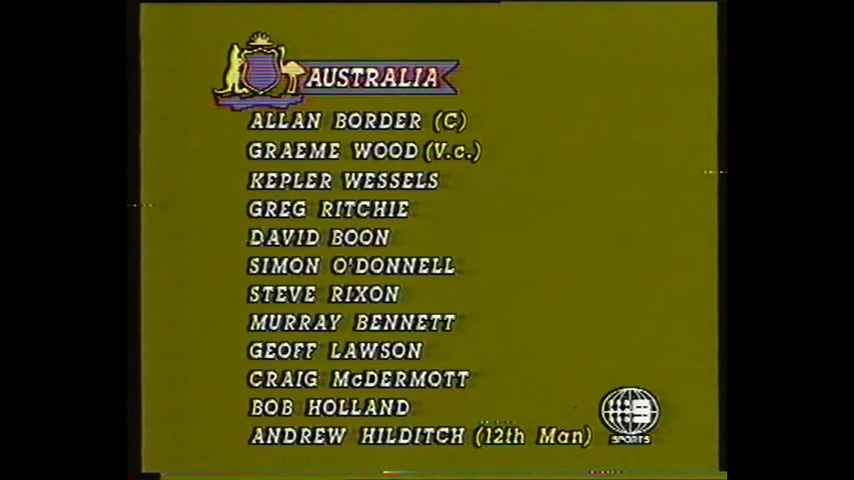 AUSTRALIA
ALLAN BORDER (C)
GRAEME WOOD (V.c.)
KEPLER WESSELS
GREG RITCHIE
DAVID BOON
SIMON O'DONNELL
STEVE RIXON
MURRAY BENNETT
GEOFF LAWSON
CRAIG McDERMOTT
BOB HOLLAND
ANDREW HILDITCH (12th Man)
9
SPORTS